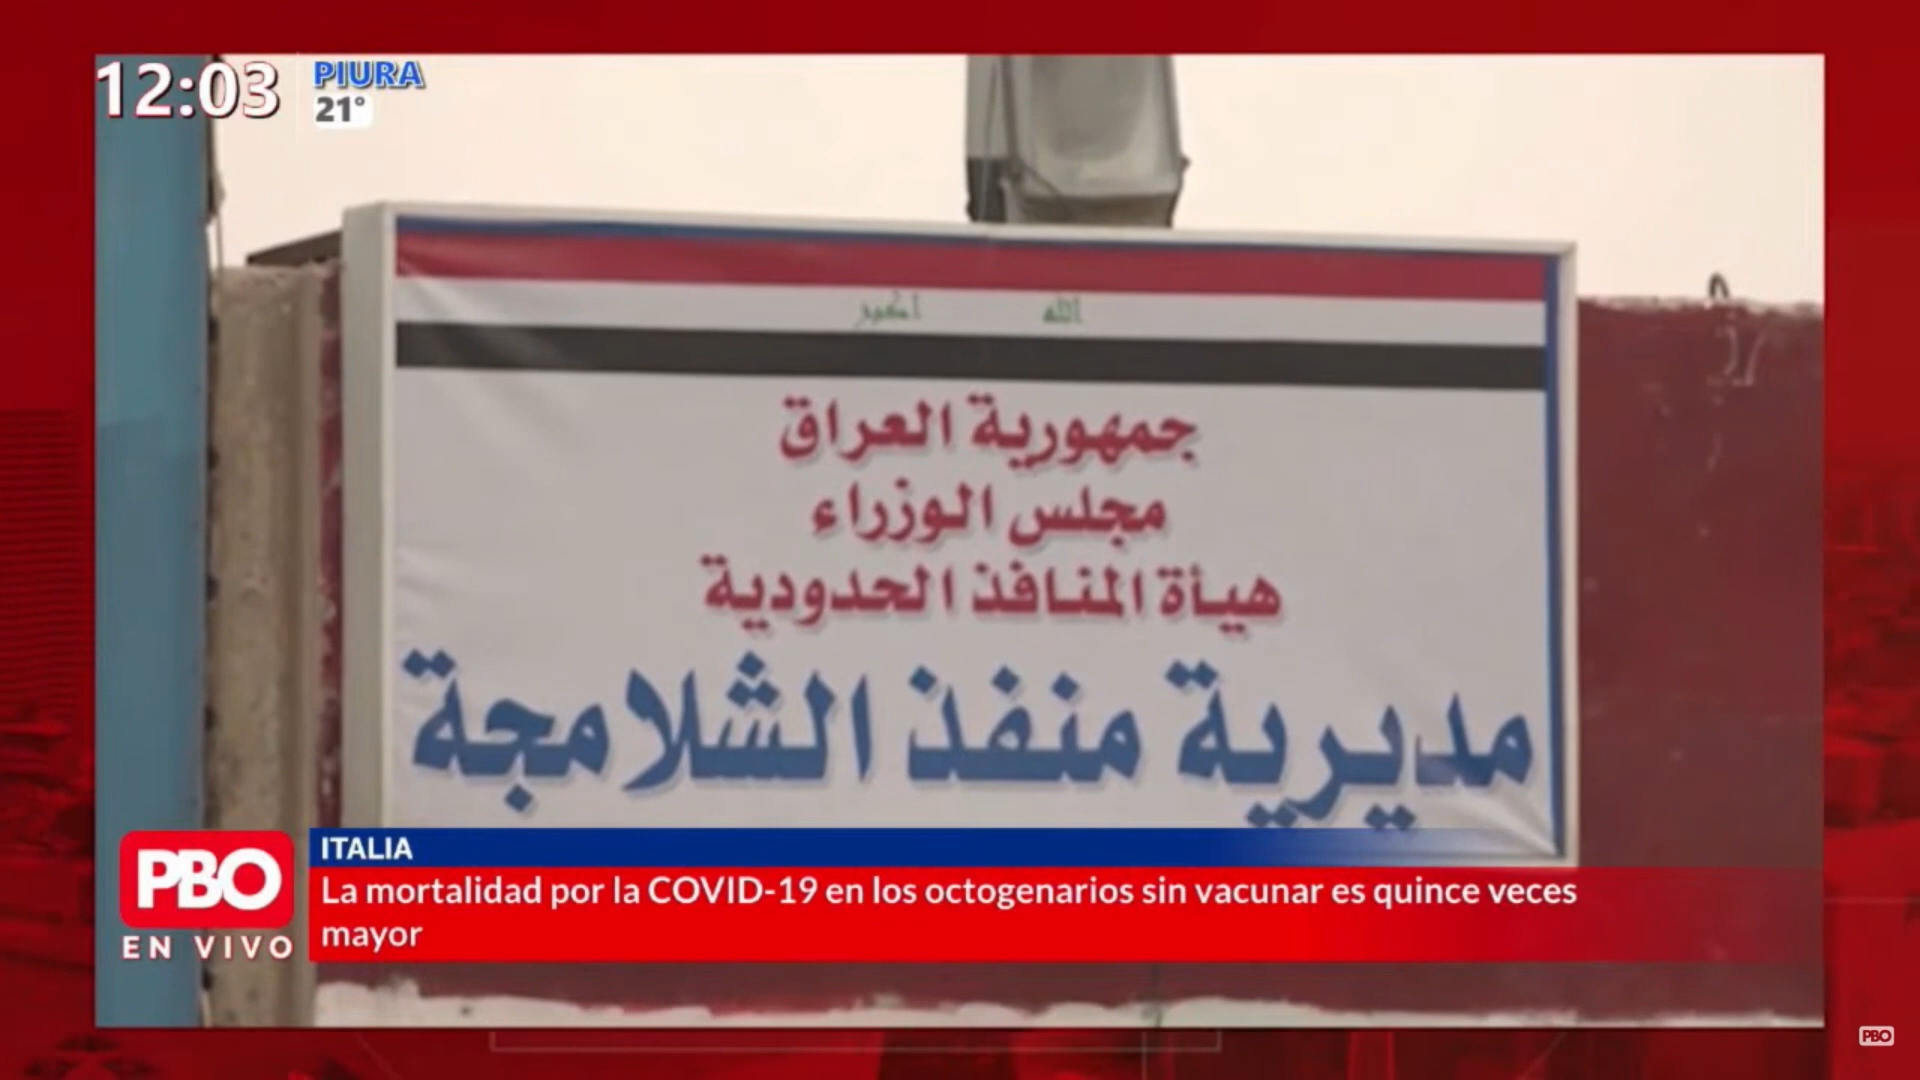 12:03
PIURA
21°
الله اكبر
جمهورية العراق
مجلس الوزراء
هيأة المنافذ الحدودية
مديرية منفذ الشلامجة
PBO
EN VIVO
ITALIA
La mortalidad por la COVID-19 en los octogenarios sin vacunar es quince veces
mayor
PBO